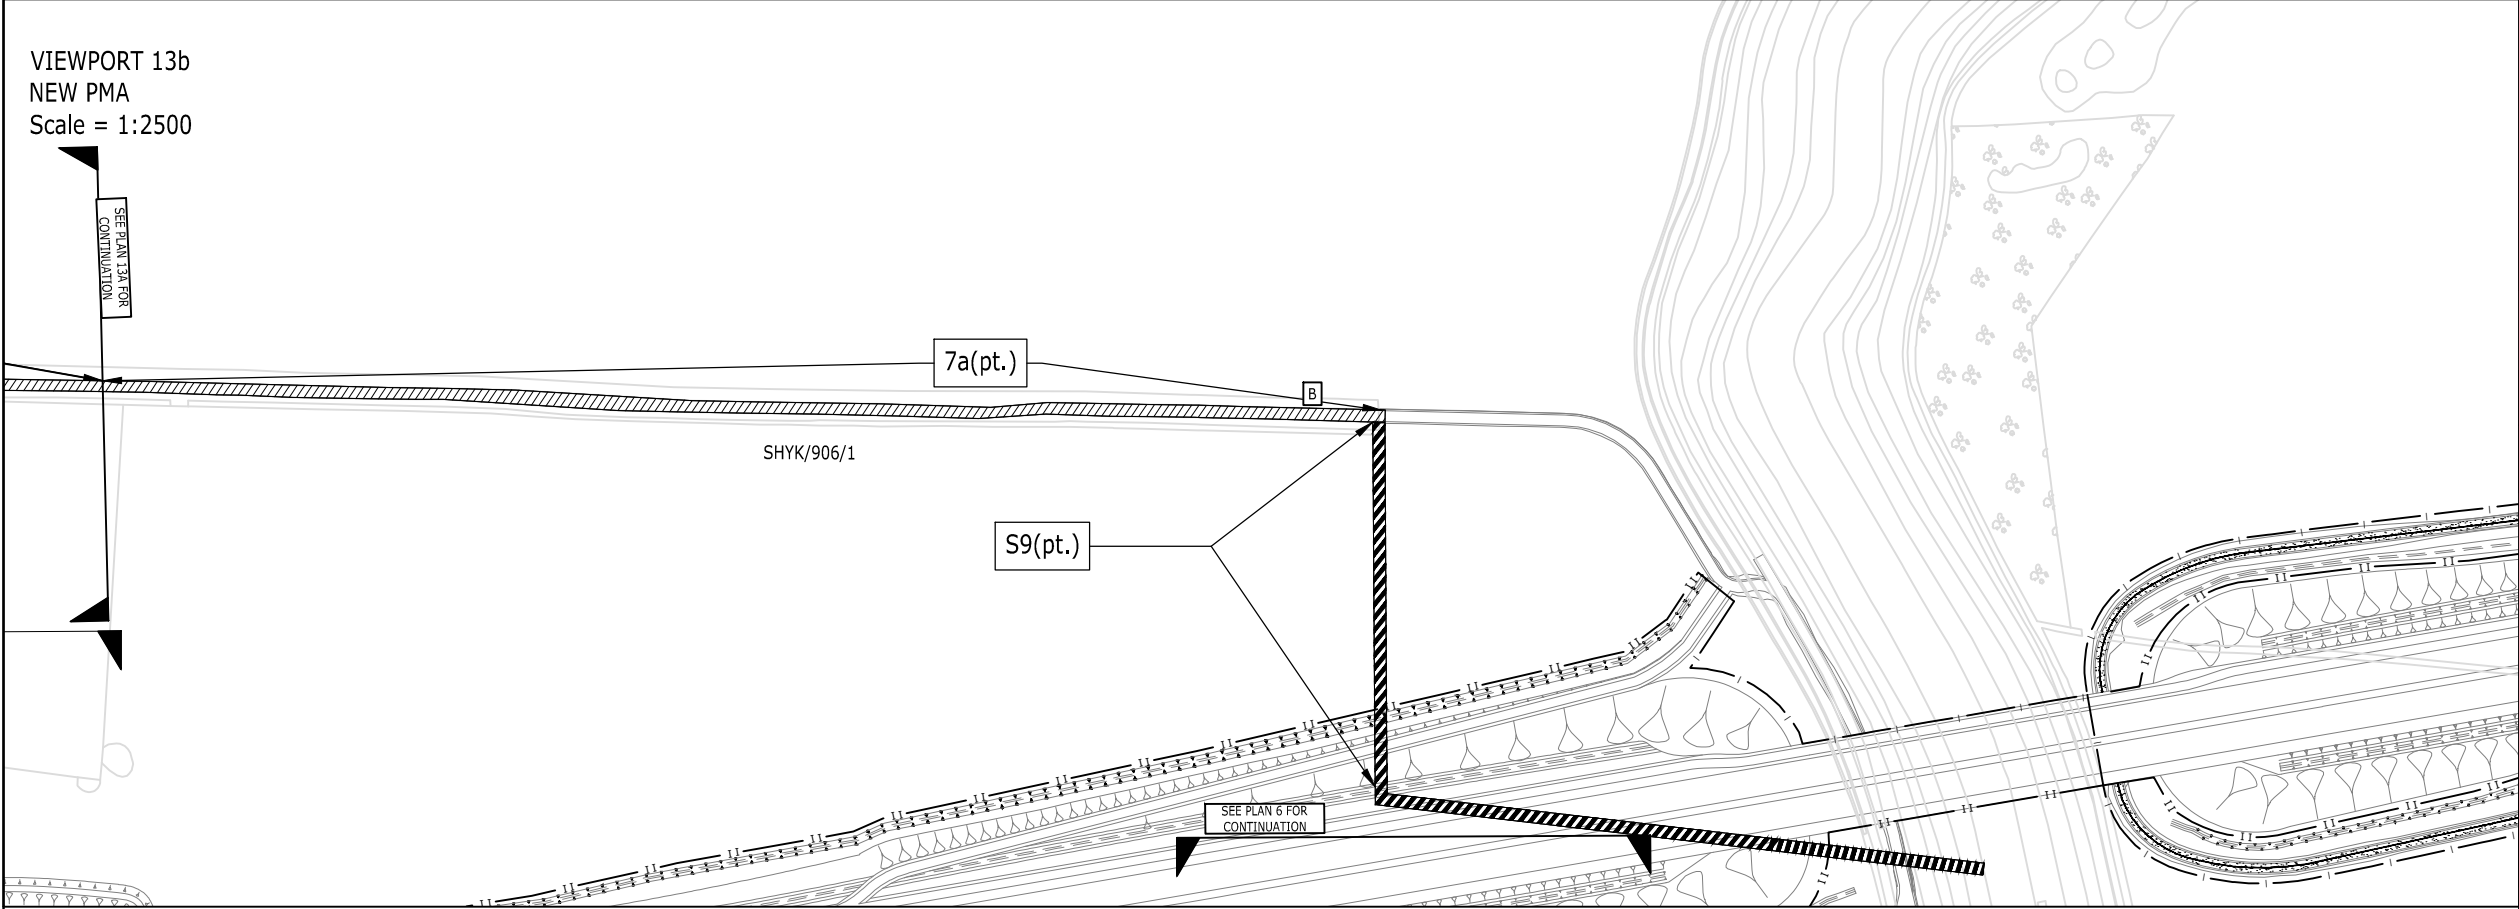 VIEWPORT 13b
NEW PMA
Scale = 1:2500
SEE PLAN 13A FOR
CONTINUATION
7a(pt.)
B
SHYK/906/1
S9(pt.)
SEE PLAN 6 FOR
CONTINUATION